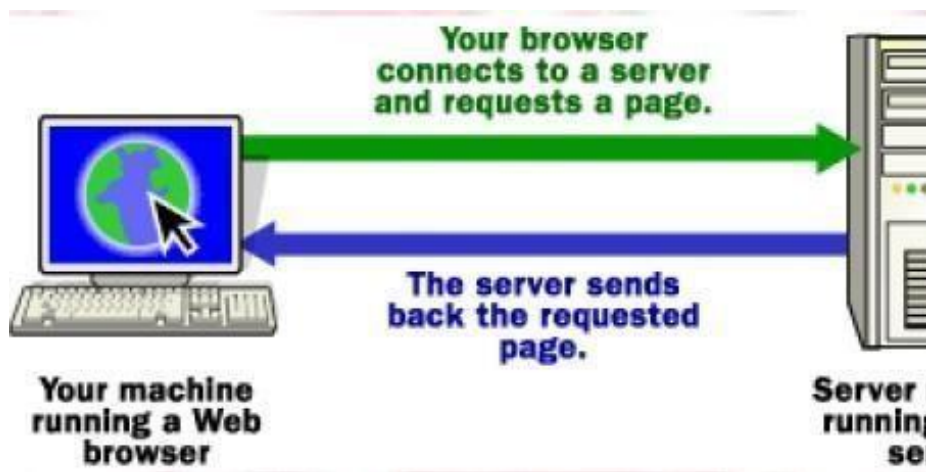 Your browser
connects to a server
and requests a page.
The server sends
back the requested
page.
Your machine
running a Web
browser
Server